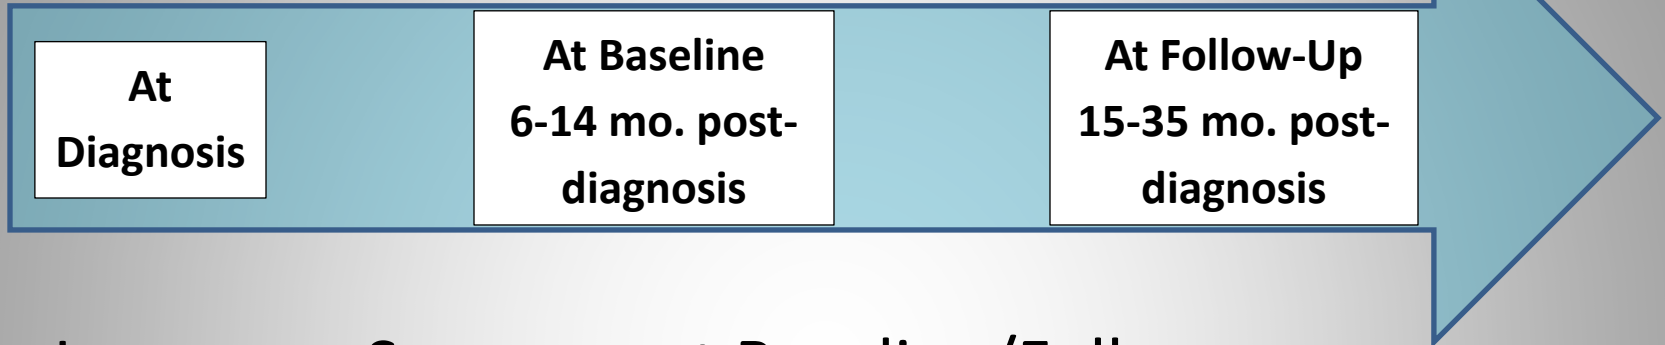 At
Diagnosis
At Baseline
6-14 mo. post-
diagnosis
At Follow-Up
15-35 mo. post-
diagnosis